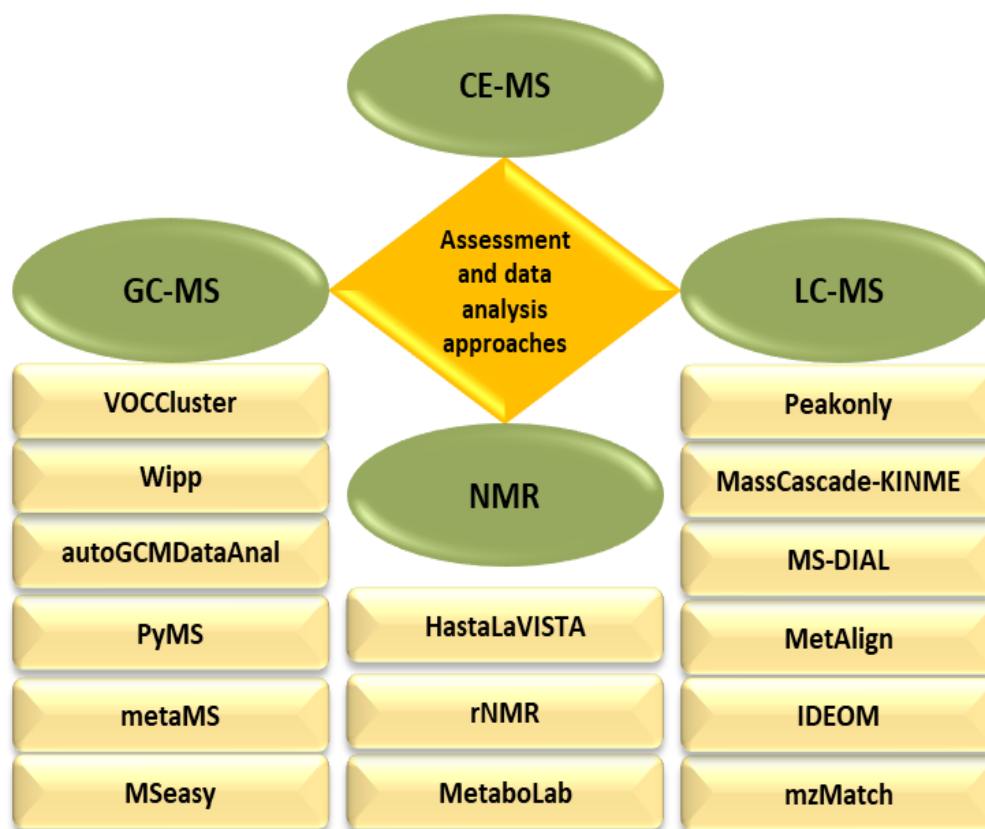 CE-MS
Assessment
and data
analysis
approaches
GC-MS
VOCCluster
Wipp
autoGCMDataAnal
PyMS
metaMS
MSeasy
NMR
HastaLaVISTA
rNMR
MetaboLab
LC-MS
Peakonly
MassCascade-KINME
MS-DIAL
MetAlign
IDEOM
mzMatch